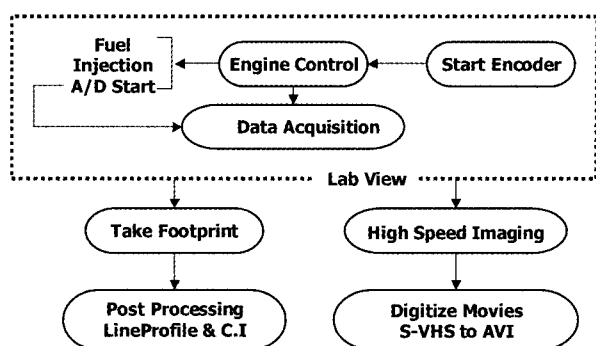 Fuel
Injection
A/D Start
Engine Control
Start Encoder
Data Acquisition
Lab View
Take Footprint
High Speed Imaging
Post Processing
LineProfile & C.I
Digitize Movies
S-VHS to AVI